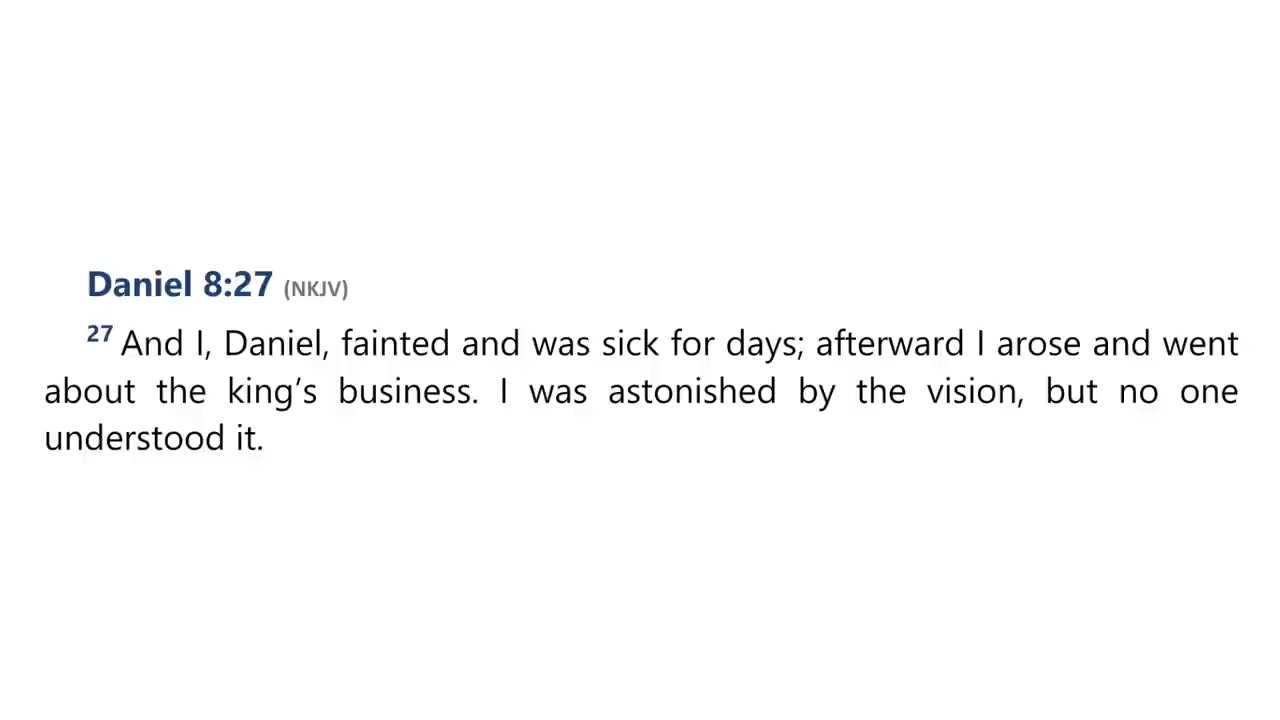 Daniel 8:27 (NKJV)
27 And I, Daniel, fainted and was sick for days; afterward I arose and went
about the king’s business. I was astonished by the vision, but no one
understood it.